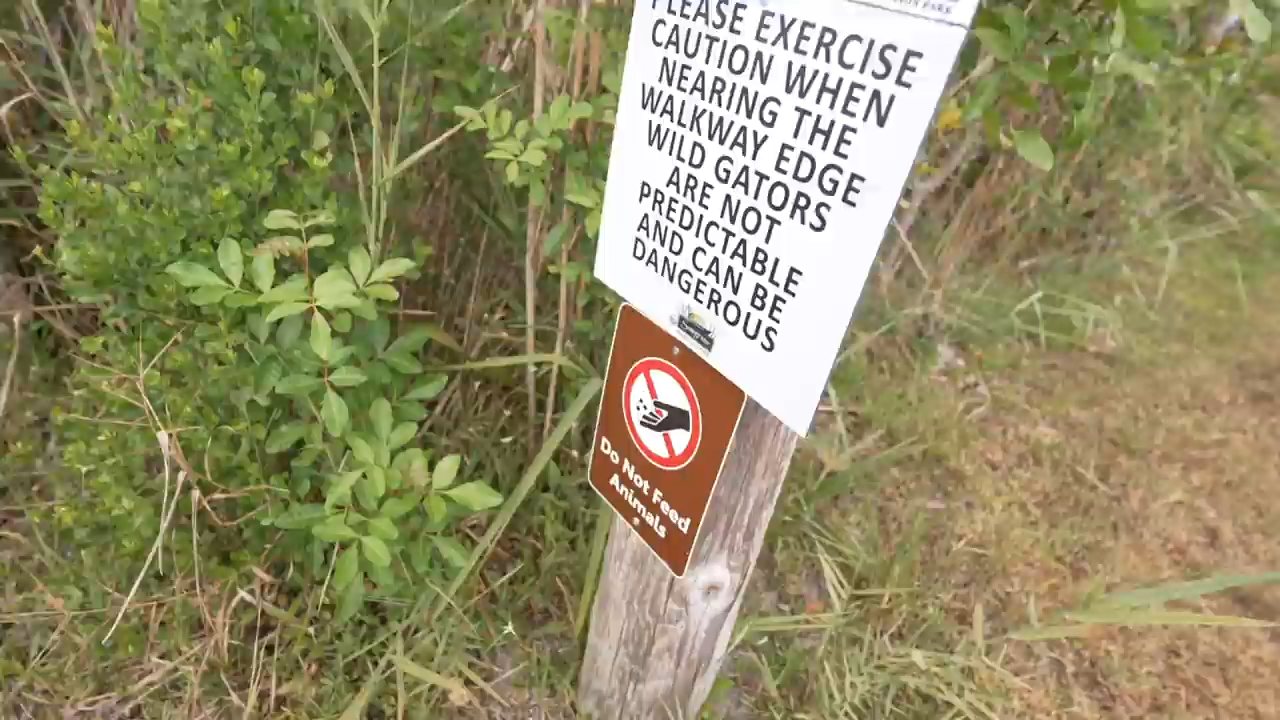 PLEASE EXERCISE
CAUTION WHEN
NEARING THE
WALKWAY EDGE
WILD GATORS
ARE NOT
PREDICTABLE
AND CAN BE
DANGEROUS
Do Not Feed
Animals